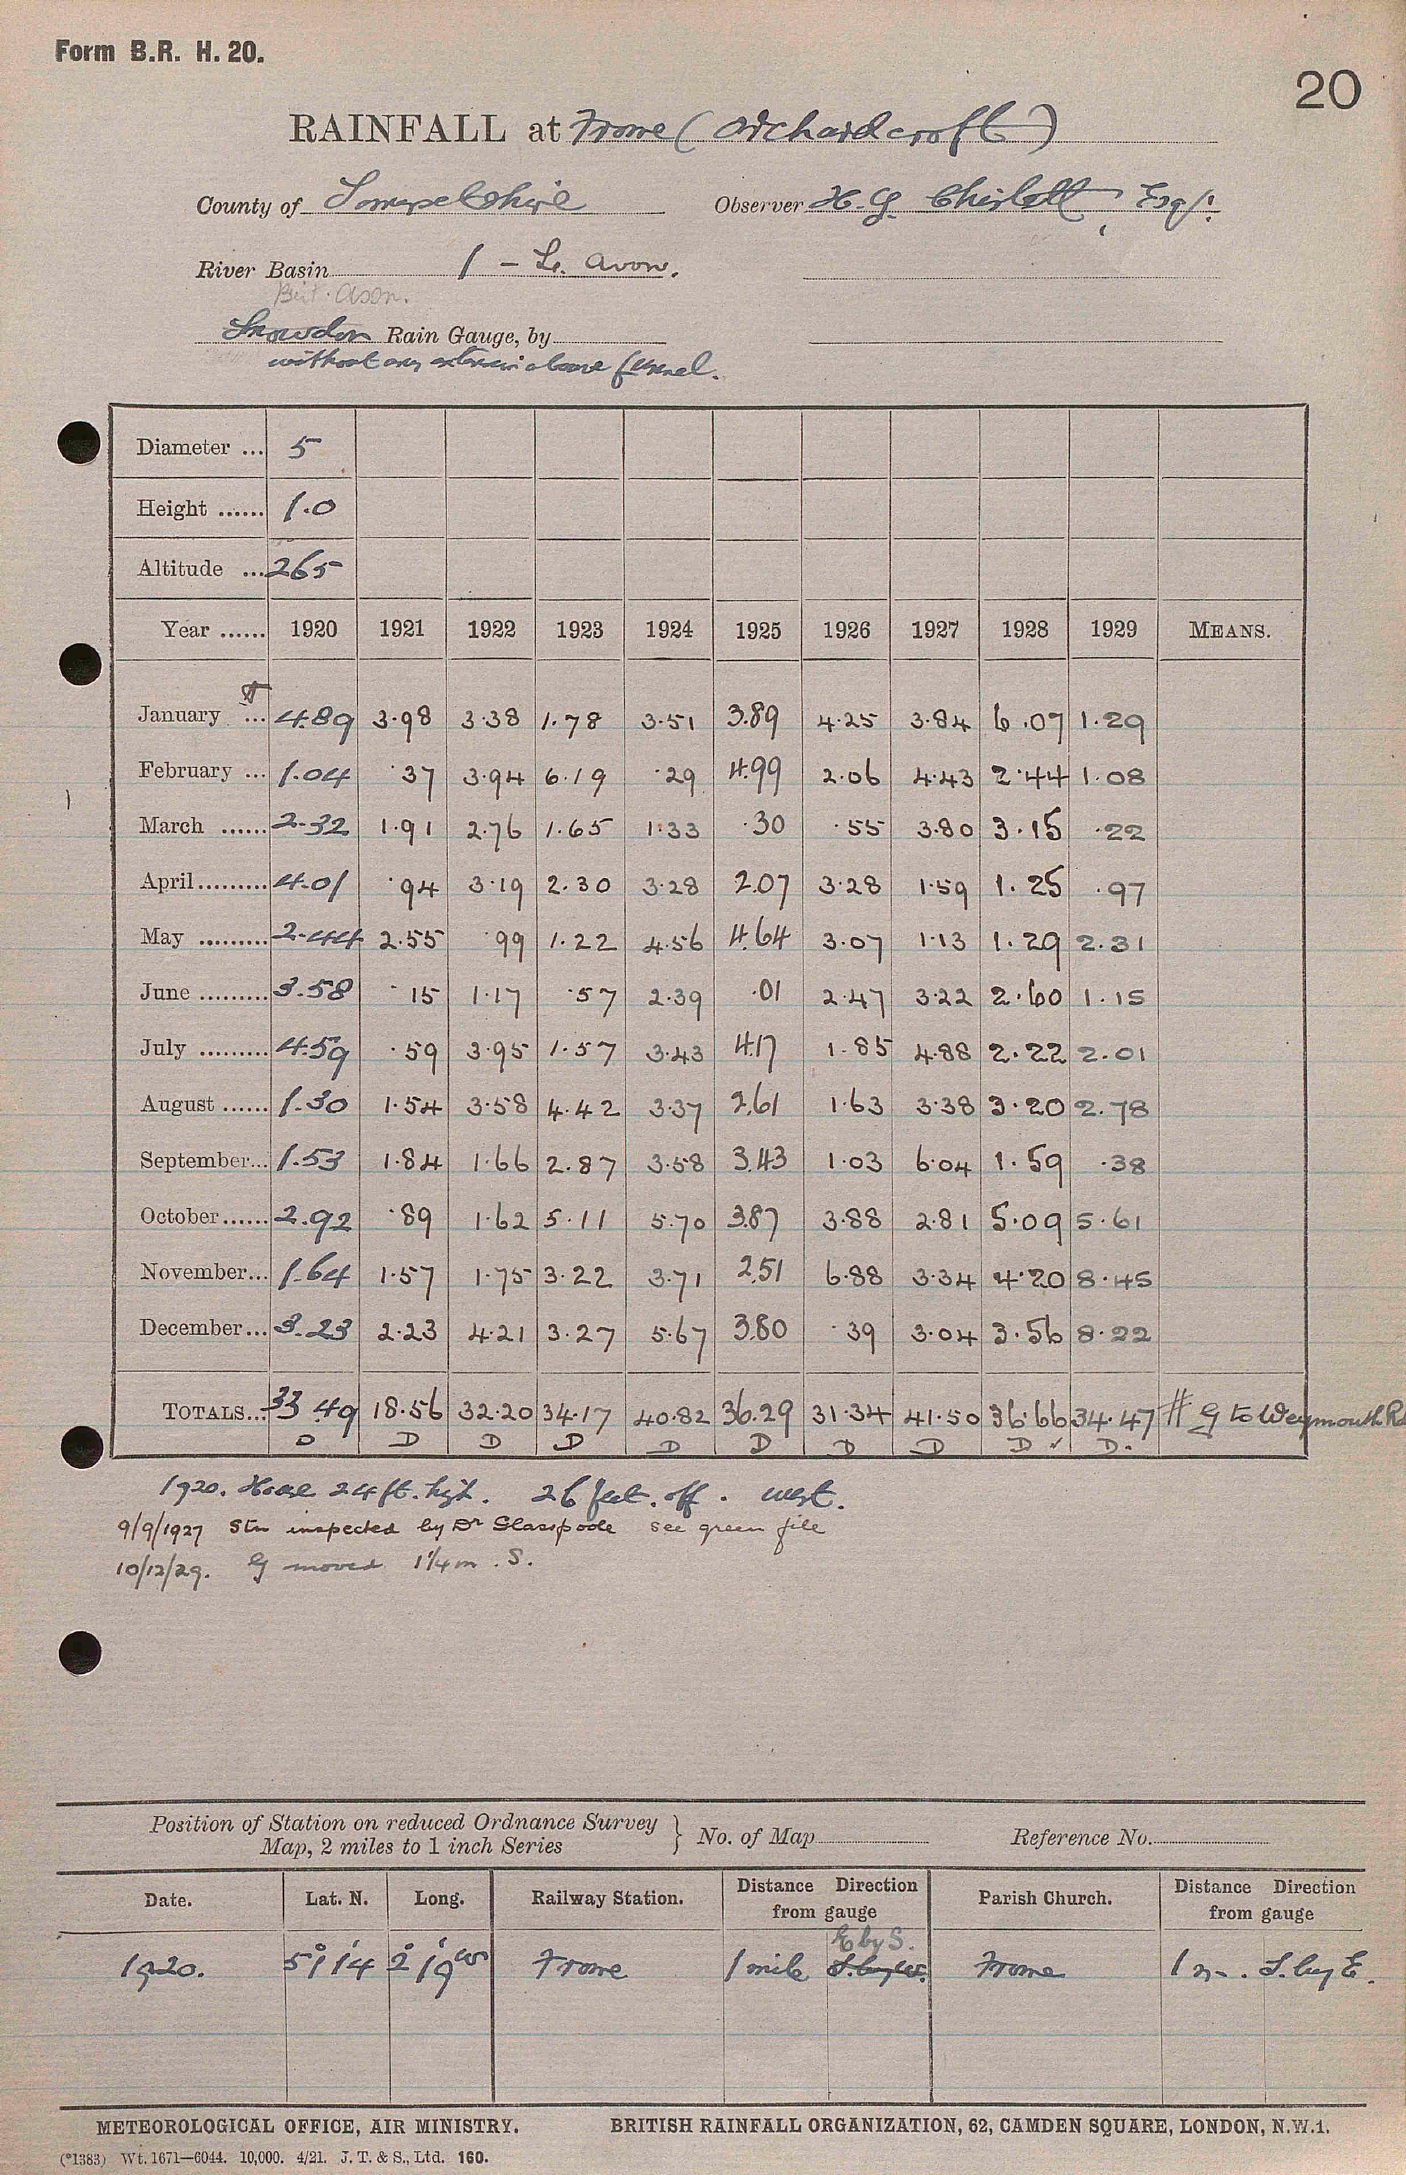 Form B.R. H. 20.
20
RAINFALL at Frome (Orchardcroft)
County of Somersetshire Observer H. G. Chislett, Esqr.
River Basin 1 - L. Avon.
Brit. Avon.
Snowdon Rain Gauge, by
without any extension above funnel.
Diameter ... 5
Height ...... 1.0
Altitude ... 265
Year ...... 1920 1921 1922 1923 1924 1925 1926 1927 1928 1929 MEANS.
January ... 4.89 3.98 3.38 1.78 3.51 3.89 4.25 3.84 6.07 1.29
February ... 1.04 .37 3.94 6.19 .29 4.99 2.06 4.43 2.44 1.08
March ...... 2.32 1.91 2.76 1.65 1.33 .30 .55 3.80 3.15 .22
April......... 4.01 .94 3.19 2.30 3.28 2.07 3.28 1.59 1.25 .97
May ......... 2.44 2.55 .99 1.22 4.56 4.64 3.07 1.13 1.29 2.31
June ......... 3.58 .15 1.17 .57 2.39 .01 2.47 3.22 2.60 1.15
July ......... 4.59 .59 3.95 1.57 3.43 4.17 1.85 4.88 2.22 2.01
August ...... 1.30 1.54 3.58 4.42 3.37 2.61 1.63 3.38 3.20 2.78
September... 1.53 1.84 1.66 2.87 3.58 3.43 1.03 6.04 1.59 .38
October...... 2.92 .89 1.62 5.11 5.70 3.87 3.88 2.81 5.09 5.61
November... 1.64 1.57 1.75 3.22 3.71 2.51 6.88 3.34 4.20 8.45
December... 3.23 2.23 4.21 3.27 5.67 3.80 .39 3.04 3.56 8.22
TOTALS... 33.49 18.56 32.20 34.17 40.82 36.29 31.34 41.50 36.66 34.47 # G to Weymouth Rd
D D D D D D D D D ✓ D.
1920. House 24 ft. high. 26 feet. off. west.
9/9/1927 Stn inspected by Dr Glasspoole see green file
10/12/29. G moved 1¼ m. S.
Position of Station on reduced Ordnance Survey
Map, 2 miles to 1 inch Series } No. of Map Reference No.
Date. Lat. N. Long. Railway Station. Distance Direction from gauge Parish Church. Distance Direction from gauge
E by S.
1920. 51° 14' 2° 19' W Frome 1 mile S. by W. Frome 1 m. S. by E.
METEOROLOGICAL OFFICE, AIR MINISTRY. BRITISH RAINFALL ORGANIZATION, 62, CAMDEN SQUARE, LONDON, N.W.1.
(*1383) Wt. 1671—6044. 10,000. 4/21. J. T. & S., Ltd. 160.